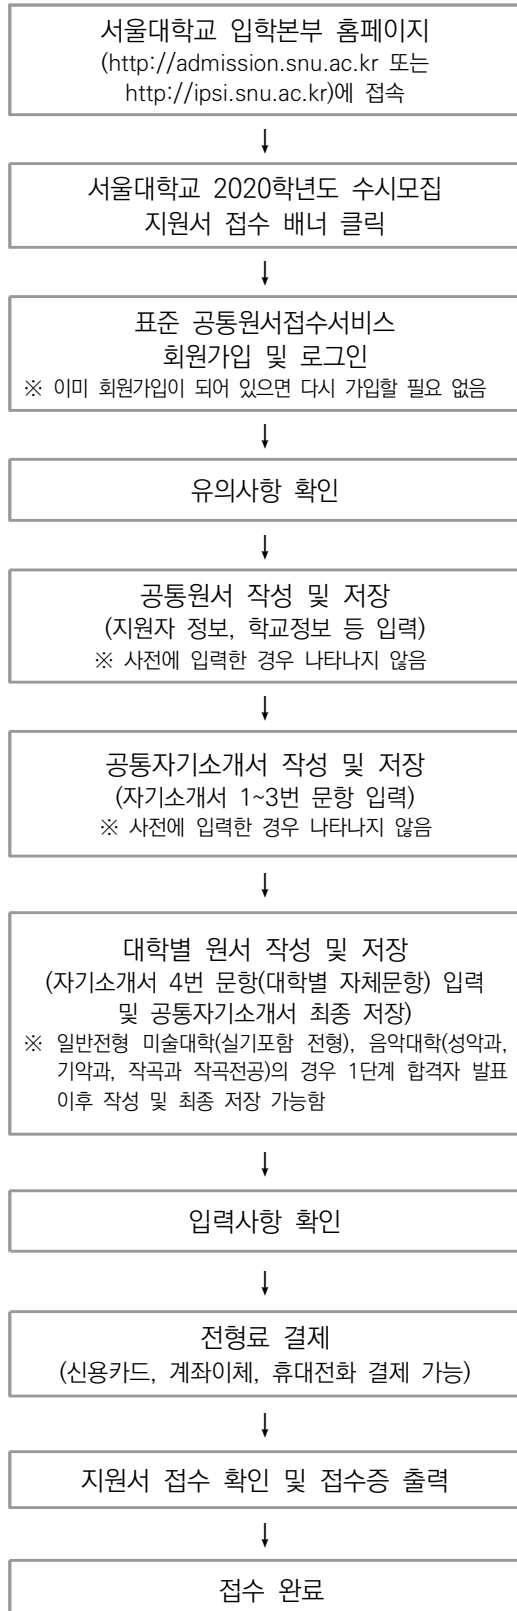 서울대학교 입학본부 홈페이지
(http://admission.snu.ac.kr 또는
http://ipsi.snu.ac.kr)에 접속
↓
서울대학교 2020학년도 수시모집
지원서 접수 배너 클릭
↓
표준 공통원서접수서비스
회원가입 및 로그인
※ 이미 회원가입이 되어 있으면 다시 가입할 필요 없음
↓
유의사항 확인
↓
공통원서 작성 및 저장
(지원자 정보, 학교정보 등 입력)
※ 사전에 입력한 경우 나타나지 않음
↓
공통자기소개서 작성 및 저장
(자기소개서 1~3번 문항 입력)
※ 사전에 입력한 경우 나타나지 않음
↓
대학별 원서 작성 및 저장
(자기소개서 4번 문항(대학별 자체문항) 입력
및 공통자기소개서 최종 저장)
※ 일반전형 미술대학(실기포함 전형), 음악대학(성악과,
기악과, 작곡과 작곡전공)의 경우 1단계 합격자 발표
이후 작성 및 최종 저장 가능함
↓
입력사항 확인
↓
전형료 결제
(신용카드, 계좌이체, 휴대전화 결제 가능)
↓
지원서 접수 확인 및 접수증 출력
↓
접수 완료